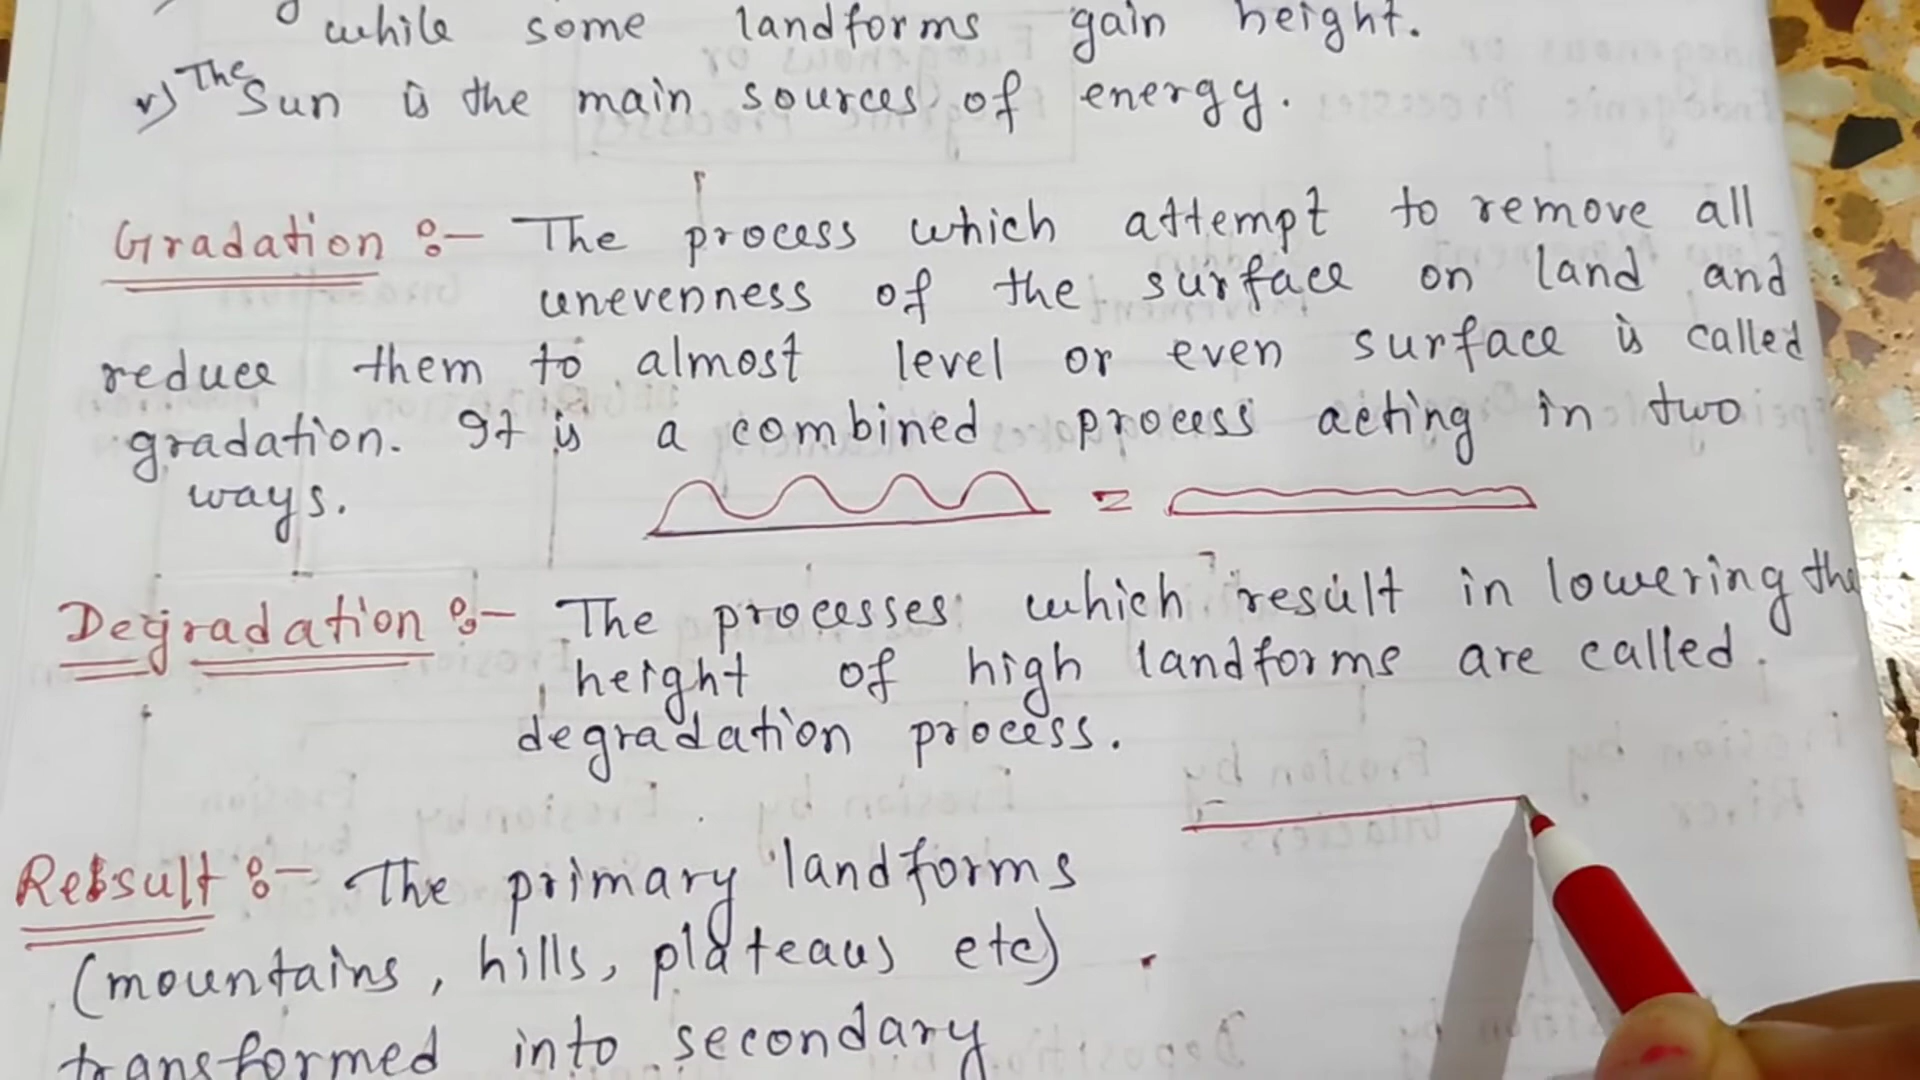 while some landforms gain height.
v) The Sun is the main sources of energy.
Gradation :- The process which attempt to remove all
unevenness of the surface on land and
reduce them to almost level or even surface is called
gradation. It is a combined process acting in two
ways.
=
Degradation :- The processes which result in lowering the
height of high landforms are called
degradation process.
Result :- The primary landforms
(mountains, hills, plateaus etc)
transformed into secondary